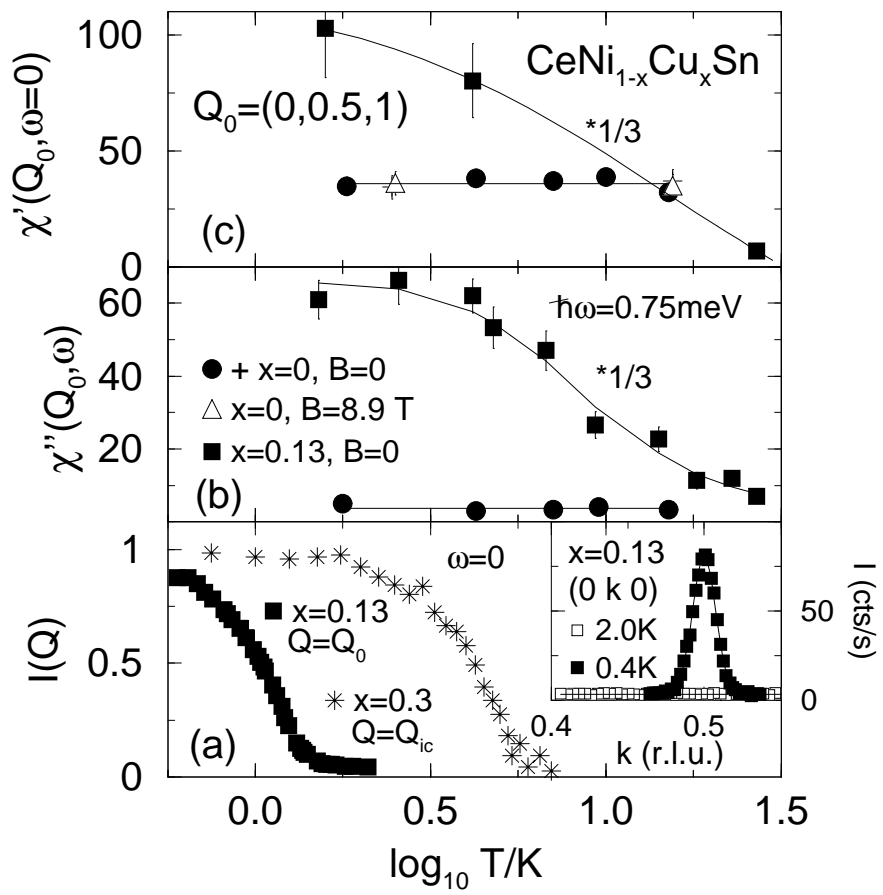 100
CeNi1-xCuxSn
75
Q0=(0,0.5,1)
*1/3
50
χ'(Q0,ω=0)
25
(c)
0
60
ħω=0.75meV
+ x=0, B=0
*1/3
40
x=0, B=8.9 T
χ''(Q0,ω)
x=0.13, B=0
20
(b)
1
ω=0
x=0.13
(0 k 0)
I (cts/s)
x=0.13
Q=Q0
2.0K
50
I(Q)
0.5
0.4K
x=0.3
0
Q=Qic
0.4
0.5
(a)
k (r.l.u.)
0
0.0
0.5
1.0
1.5
log10 T/K